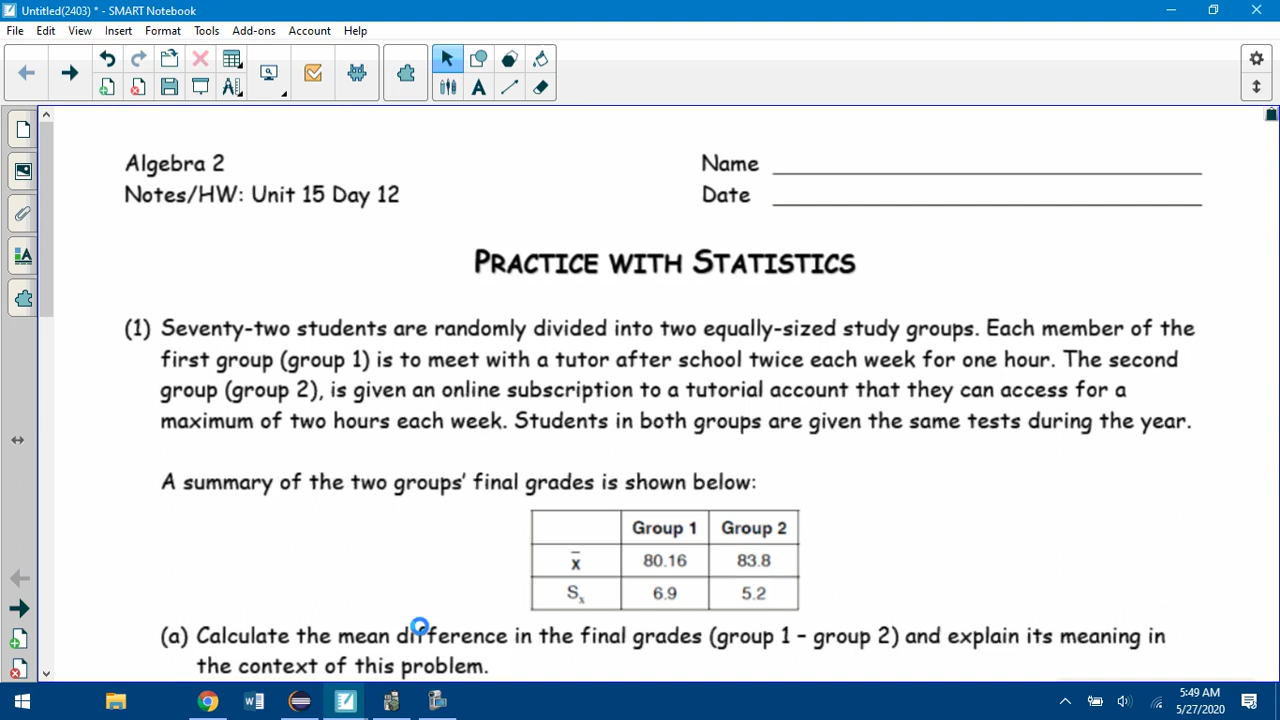 Untitled(2403) * - SMART Notebook
File Edit View Insert Format Tools Add-ons Account Help
Algebra 2
Name
Notes/HW: Unit 15 Day 12
Date
PRACTICE WITH STATISTICS
(1) Seventy-two students are randomly divided into two equally-sized study groups. Each member of the
first group (group 1) is to meet with a tutor after school twice each week for one hour. The second
group (group 2), is given an online subscription to a tutorial account that they can access for a
maximum of two hours each week. Students in both groups are given the same tests during the year.
A summary of the two groups' final grades is shown below:
Group 1 Group 2
x̄ 80.16 83.8
Sₓ 6.9 5.2
(a) Calculate the mean difference in the final grades (group 1 – group 2) and explain its meaning in
the context of this problem.
5:49 AM
5/27/2020